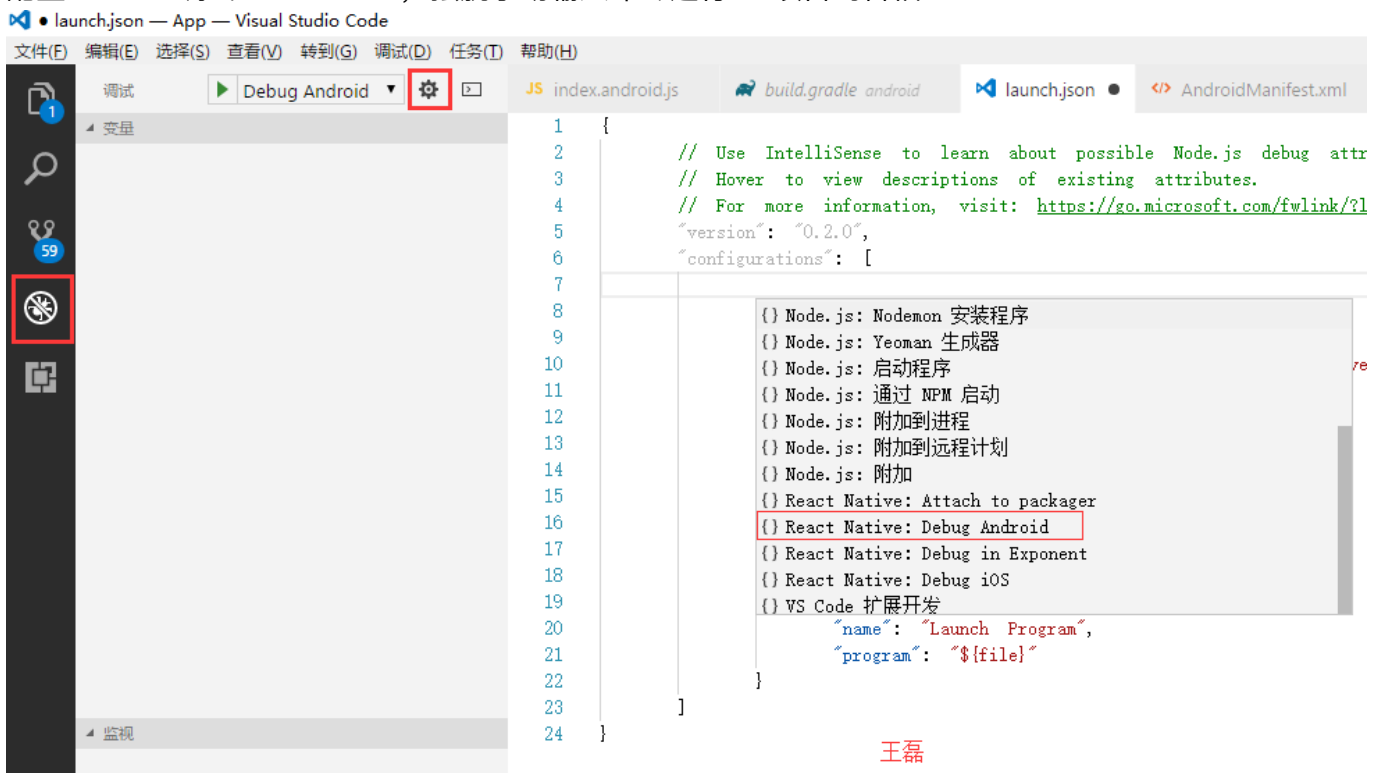 ● launch.json — App — Visual Studio Code
文件(F) 编辑(E) 选择(S) 查看(V) 转到(G) 调试(D) 任务(T) 帮助(H)
调试 Debug Android
JS index.android.js build.gradle android launch.json ● AndroidManifest.xml
1
59
变量
监视
1 {
2 // Use IntelliSense to learn about possible Node.js debug attr
3 // Hover to view descriptions of existing attributes.
4 // For more information, visit: https://go.microsoft.com/fwlink/?l
5 "version": "0.2.0",
6 "configurations": [
7
8 {} Node.js: Nodemon 安装程序
9 {} Node.js: Yeoman 生成器
10 {} Node.js: 启动程序 ve
11 {} Node.js: 通过 NPM 启动
12 {} Node.js: 附加到进程
13 {} Node.js: 附加到远程计划
14 {} Node.js: 附加
15 {} React Native: Attach to packager
16 {} React Native: Debug Android
17 {} React Native: Debug in Exponent
18 {} React Native: Debug iOS
19 {} VS Code 扩展开发
20 "name": "Launch Program",
21 "program": "${file}"
22 }
23 ]
24 }
王磊